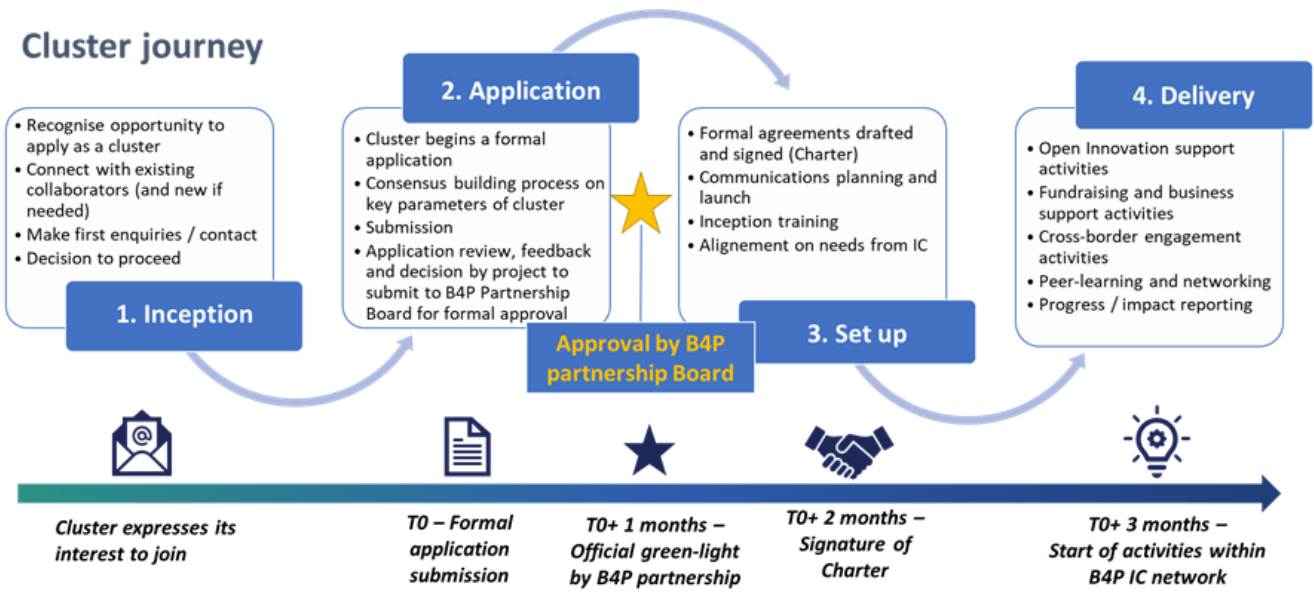 Cluster journey
• Recognise opportunity to
apply as a cluster
• Connect with existing
collaborators (and new if
needed)
• Make first enquiries / contact
• Decision to proceed
1. Inception
2. Application
• Cluster begins a formal
application
• Consensus building process on
key parameters of cluster
• Submission
• Application review, feedback
and decision by project to
submit to B4P Partnership
Board for formal approval
Approval by B4P
partnership Board
• Formal agreements drafted
and signed (Charter)
• Communications planning and
launch
• Inception training
• Alignement on needs from IC
3. Set up
4. Delivery
• Open Innovation support
activities
• Fundraising and business
support activities
• Cross-border engagement
activities
• Peer-learning and networking
• Progress / impact reporting
@
Cluster expresses its
interest to join
T0 – Formal
application
submission
T0+ 1 months –
Official green-light
by B4P partnership
T0+ 2 months –
Signature of
Charter
T0+ 3 months –
Start of activities within
B4P IC network